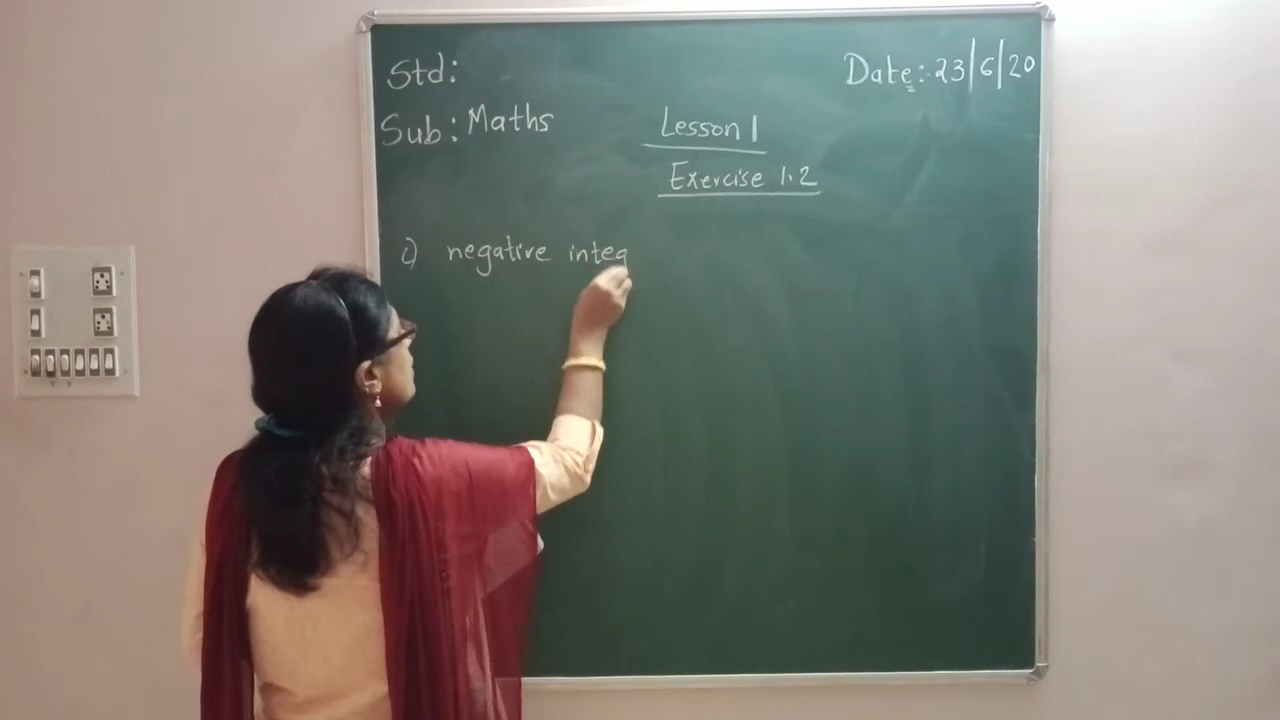 Std:
Date:- 23/6/20
Sub: Maths
Lesson 1
Exercise 1.2
c) negative integ